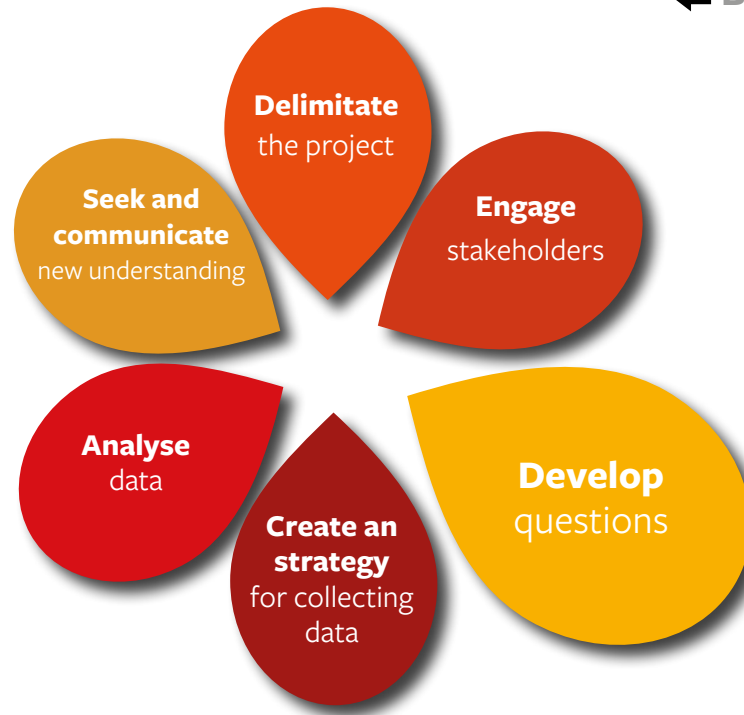 Delimitate
the project
Engage
stakeholders
Develop
questions
Create an
strategy
for collecting
data
Analyse
data
Seek and
communicate
new understanding